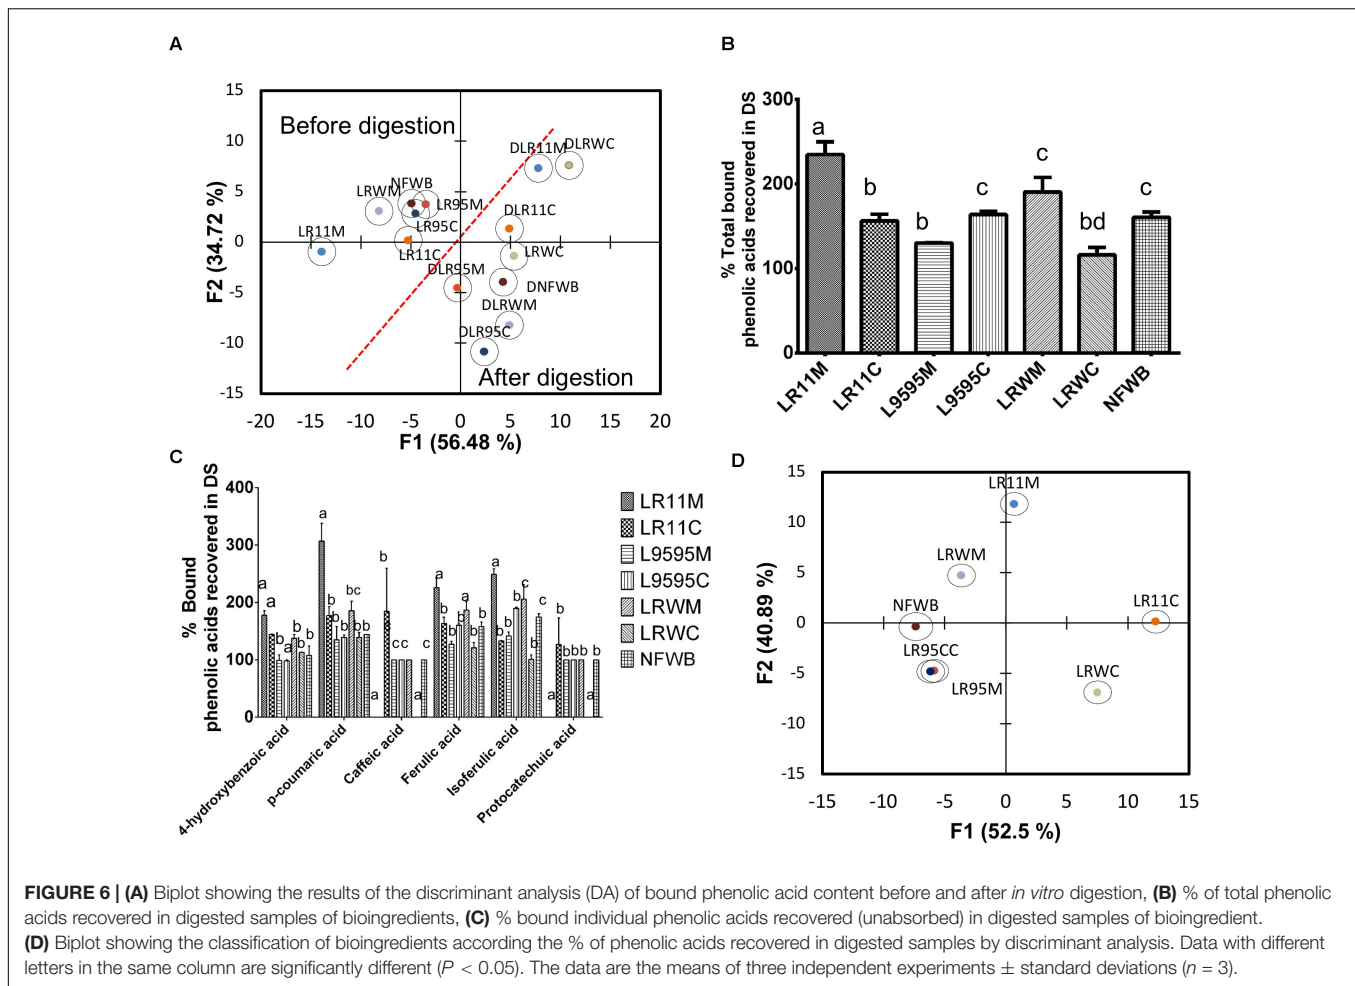 A
15
10
5
0
-5
-10
-15
F2 (34.72 %)
Before digestion
DLR11M
DLRWC
NFWB
LRWM
LR95M
LR95C
LR11M
LR11C
DLR11C
LRWC
DLR95M
DNFWB
DLRWM
DLR95C
After digestion
-20 -15 -10 -5 0 5 10 15 20
F1 (56.48 %)
B
% Total bound
phenolic acids recovered in DS
300
200
100
0
a
b
b
c
c
bd
c
LR11M
LR11C
L9595M
L9595C
LRWM
LRWC
NFWB
C
% Bound
phenolic acids recovered in DS
400
300
200
100
0
a a b a b b b
a b b b bc b b
a b c c c a c
a b b b a b b
a b b b b b c
a b b b b a b
4-hydroxybenzoic acid
p-coumaric acid
Caffeic acid
Ferulic acid
Isoferulic acid
Protocatechuic acid
LR11M
LR11C
L9595M
L9595C
LRWM
LRWC
NFWB
D
15
10
5
0
-5
-10
-15
F2 (40.89 %)
LR11M
LRWM
NFWB
LR11C
LR95CC
LR95M
LRWC
-15 -10 -5 0 5 10 15
F1 (52.5 %)
FIGURE 6 | (A) Biplot showing the results of the discriminant analysis (DA) of bound phenolic acid content before and after in vitro digestion, (B) % of total phenolic
acids recovered in digested samples of bioingredients, (C) % bound individual phenolic acids recovered (unabsorbed) in digested samples of bioingredient.
(D) Biplot showing the classification of bioingredients according the % of phenolic acids recovered in digested samples by discriminant analysis. Data with different
letters in the same column are significantly different (P < 0.05). The data are the means of three independent experiments ± standard deviations (n = 3).